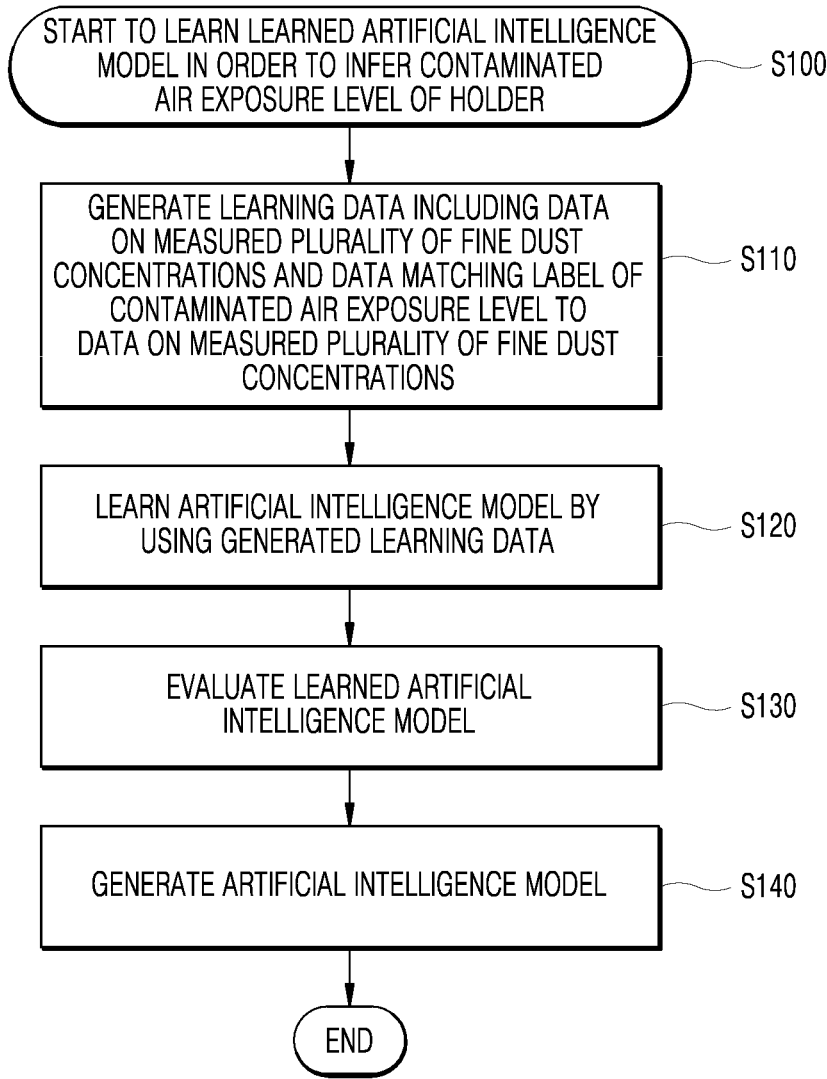 START TO LEARN LEARNED ARTIFICIAL INTELLIGENCE
MODEL IN ORDER TO INFER CONTAMINATED
AIR EXPOSURE LEVEL OF HOLDER
S100
GENERATE LEARNING DATA INCLUDING DATA
ON MEASURED PLURALITY OF FINE DUST
CONCENTRATIONS AND DATA MATCHING LABEL OF
CONTAMINATED AIR EXPOSURE LEVEL TO
DATA ON MEASURED PLURALITY OF FINE DUST
CONCENTRATIONS
S110
LEARN ARTIFICIAL INTELLIGENCE MODEL BY
USING GENERATED LEARNING DATA
S120
EVALUATE LEARNED ARTIFICIAL
INTELLIGENCE MODEL
S130
GENERATE ARTIFICIAL INTELLIGENCE MODEL
S140
END